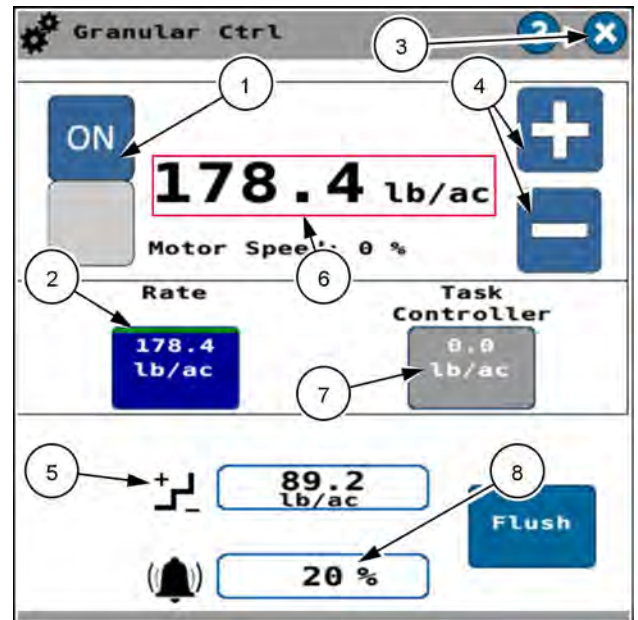 Granular Ctrl
3
1
4
ON
178.4 lb/ac
Motor Speed: 0 %
6
2
Rate
Task
Controller
178.4
lb/ac
0.0
lb/ac
7
5
+
-
89.2
lb/ac
8
Flush
20 %